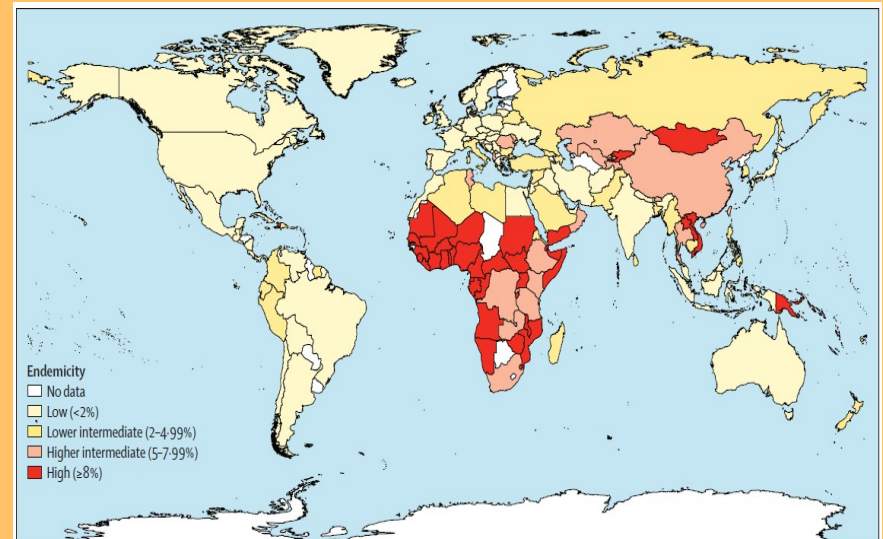 Endemicity
No data
Low (<2%)
Lower intermediate (2–4·99%)
Higher intermediate (5–7·99%)
High (≥8%)